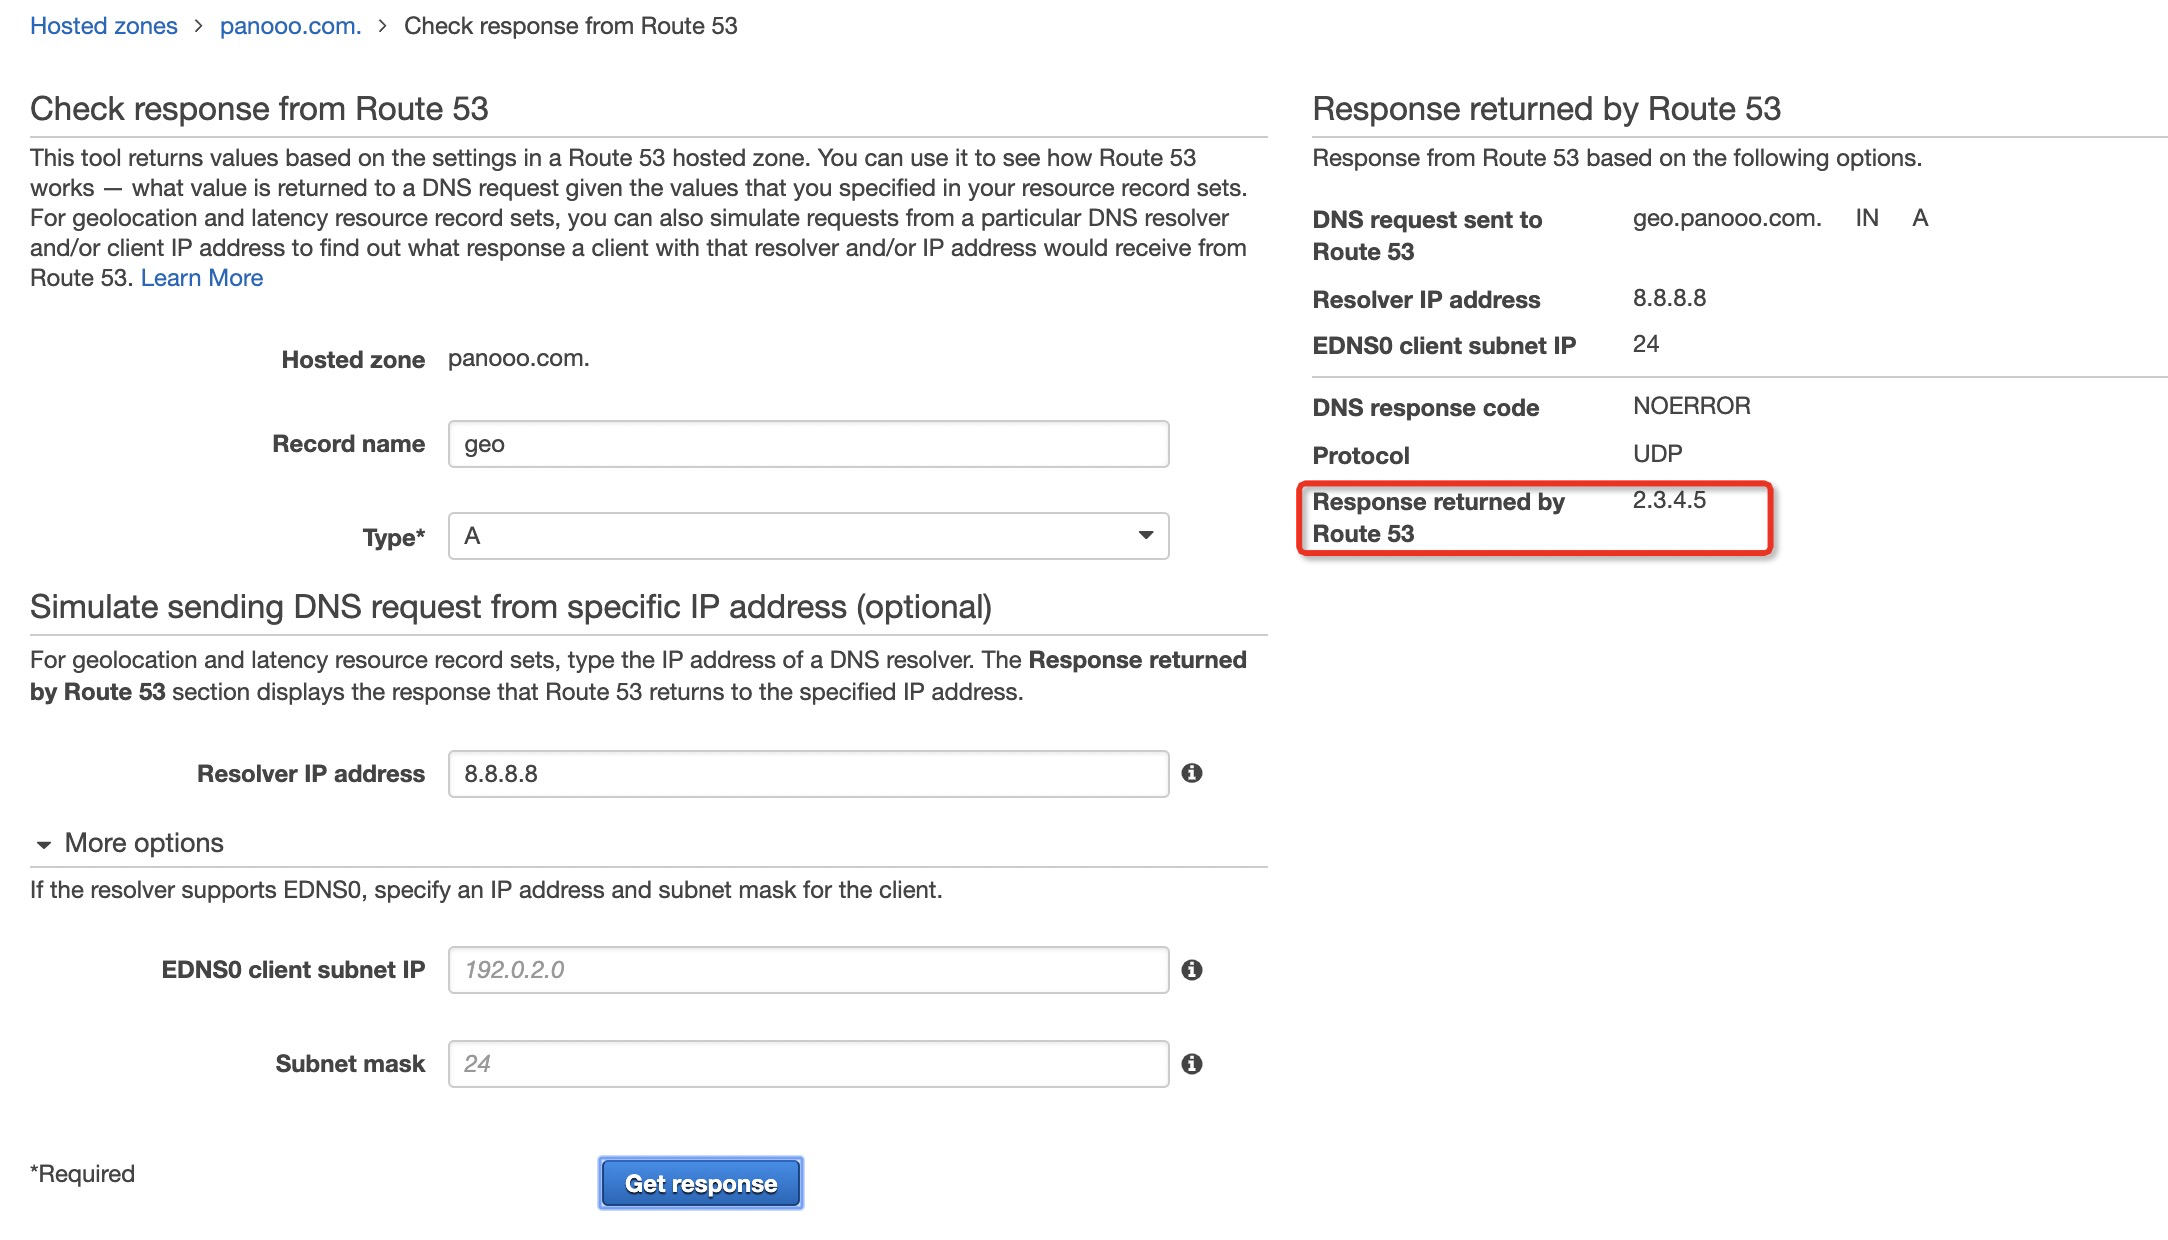 Hosted zones > panooo.com. > Check response from Route 53
Check response from Route 53
This tool returns values based on the settings in a Route 53 hosted zone. You can use it to see how Route 53
works — what value is returned to a DNS request given the values that you specified in your resource record sets.
For geolocation and latency resource record sets, you can also simulate requests from a particular DNS resolver
and/or client IP address to find out what response a client with that resolver and/or IP address would receive from
Route 53. Learn More
Hosted zone panooo.com.
Record name geo
Type* A
Simulate sending DNS request from specific IP address (optional)
For geolocation and latency resource record sets, type the IP address of a DNS resolver. The Response returned
by Route 53 section displays the response that Route 53 returns to the specified IP address.
Resolver IP address 8.8.8.8
More options
If the resolver supports EDNS0, specify an IP address and subnet mask for the client.
EDNS0 client subnet IP 192.0.2.0
Subnet mask 24
*Required
Get response
Response returned by Route 53
Response from Route 53 based on the following options.
DNS request sent to geo.panooo.com. IN A
Route 53
Resolver IP address 8.8.8.8
EDNS0 client subnet IP 24
DNS response code NOERROR
Protocol UDP
Response returned by 2.3.4.5
Route 53